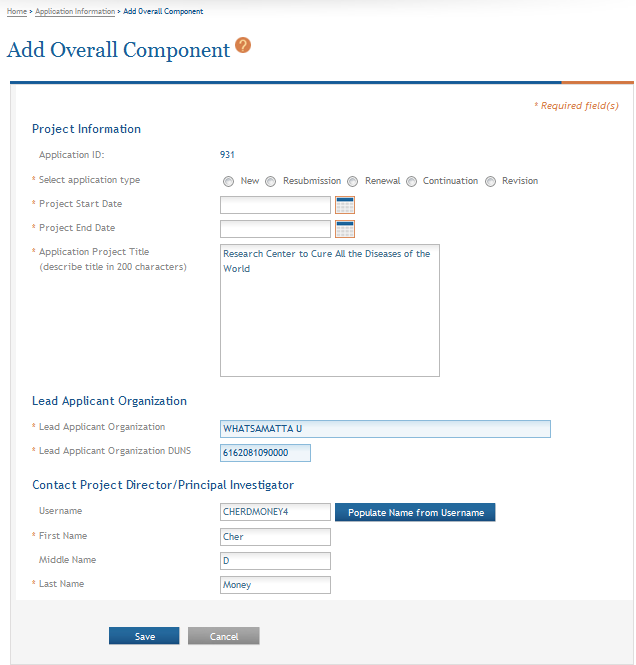 Home > Application Information > Add Overall Component
Add Overall Component ?
* Required field(s)
Project Information
Application ID: 931
* Select application type New Resubmission Renewal Continuation Revision
* Project Start Date
* Project End Date
* Application Project Title
(describe title in 200 characters)
Research Center to Cure All the Diseases of the
World
Lead Applicant Organization
* Lead Applicant Organization WHATSAMATTA U
* Lead Applicant Organization DUNS 6162081090000
Contact Project Director/Principal Investigator
Username CHERDMONEY4 Populate Name from Username
* First Name Cher
Middle Name D
* Last Name Money
Save Cancel